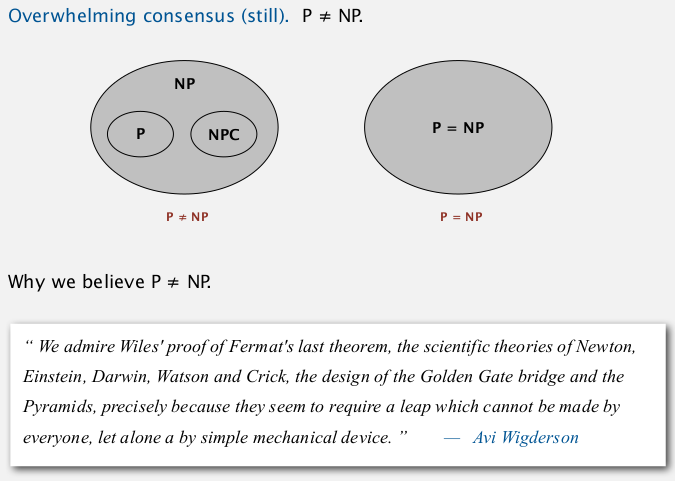 Overwhelming consensus (still). P ≠ NP.
NP
P
NPC
P = NP
P ≠ NP
P = NP
Why we believe P ≠ NP.
“ We admire Wiles' proof of Fermat's last theorem, the scientific theories of Newton,
Einstein, Darwin, Watson and Crick, the design of the Golden Gate bridge and the
Pyramids, precisely because they seem to require a leap which cannot be made by
everyone, let alone a by simple mechanical device. ” — Avi Wigderson